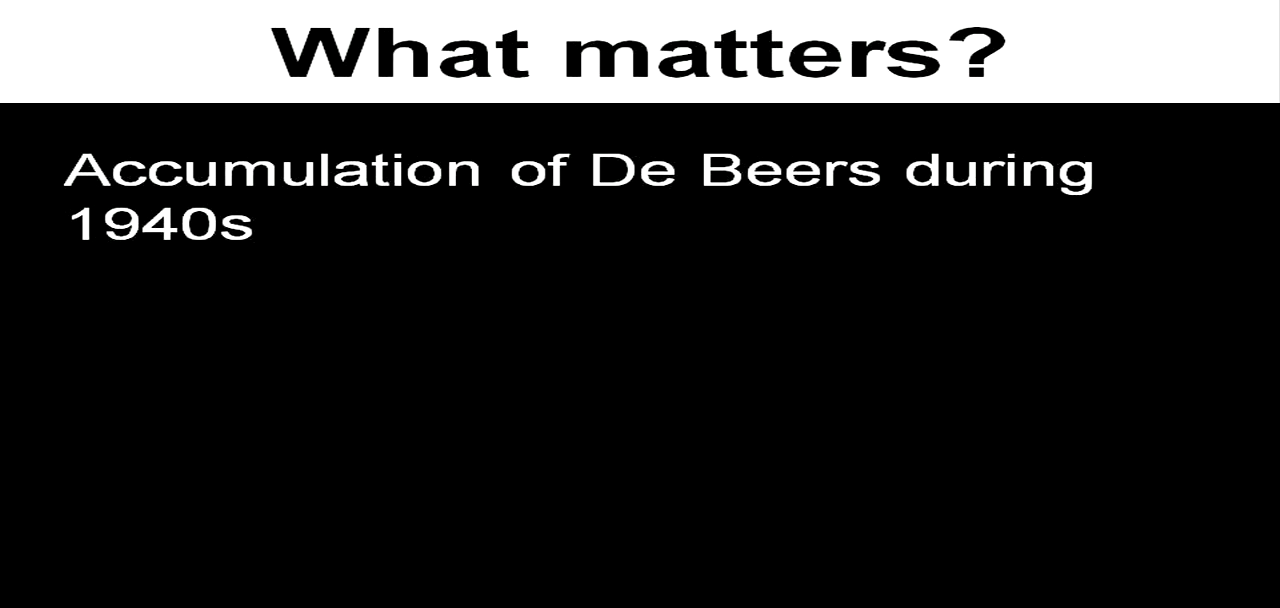 What matters?
Accumulation of De Beers during
1940s